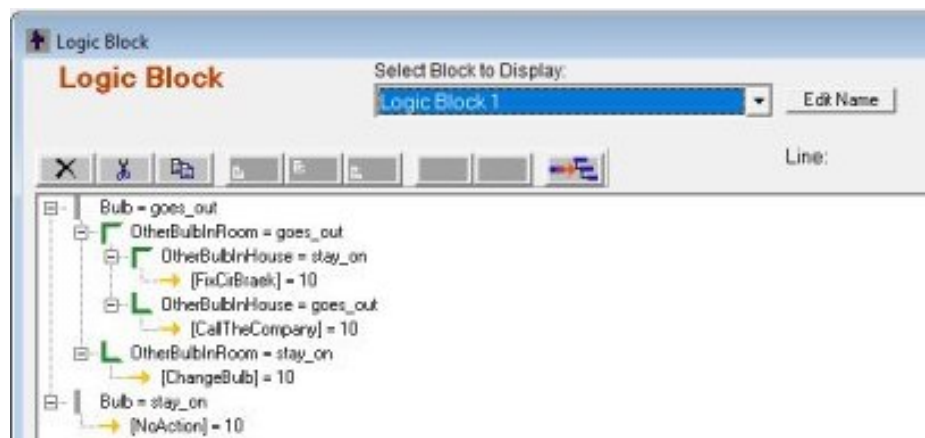 Logic Block
Logic Block
Select Block to Display:
Logic Block 1
Edit Name
Line:
Bulb = goes_out
OtherBulbInRoom = goes_out
OtherBulbInHouse = stay_on
[FixCirBraek] = 10
OtherBulbInHouse = goes_out
[CallTheCompany] = 10
OtherBulbInRoom = stay_on
[ChangeBulb] = 10
Bulb = stay_on
[NoAction] = 10